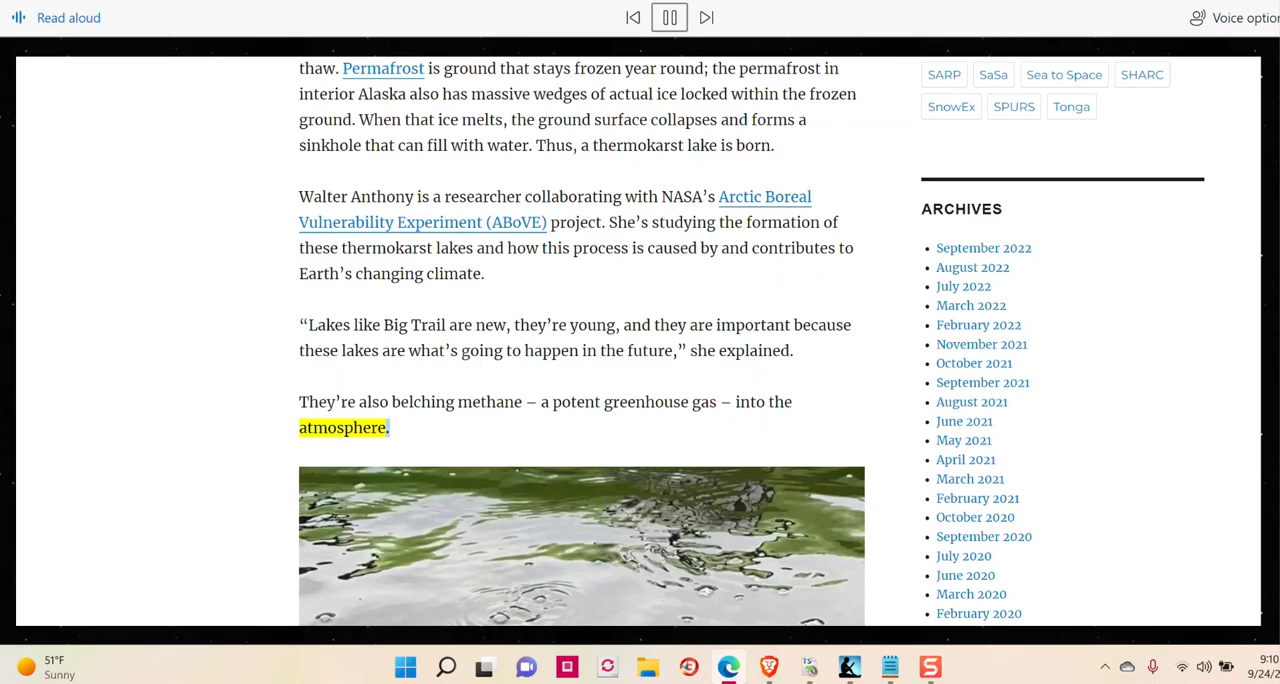 Read aloud
Voice optior
thaw. Permafrost is ground that stays frozen year round; the permafrost in
interior Alaska also has massive wedges of actual ice locked within the frozen
ground. When that ice melts, the ground surface collapses and forms a
sinkhole that can fill with water. Thus, a thermokarst lake is born.
Walter Anthony is a researcher collaborating with NASA’s Arctic Boreal
Vulnerability Experiment (ABoVE) project. She’s studying the formation of
these thermokarst lakes and how this process is caused by and contributes to
Earth’s changing climate.
“Lakes like Big Trail are new, they’re young, and they are important because
these lakes are what’s going to happen in the future,” she explained.
They’re also belching methane – a potent greenhouse gas – into the
atmosphere.
SARP SaSa Sea to Space SHARC
SnowEx SPURS Tonga
ARCHIVES
September 2022
August 2022
July 2022
March 2022
February 2022
November 2021
October 2021
September 2021
August 2021
June 2021
May 2021
April 2021
March 2021
February 2021
October 2020
September 2020
July 2020
June 2020
March 2020
February 2020
51°F
Sunny
9:10
9/24/2